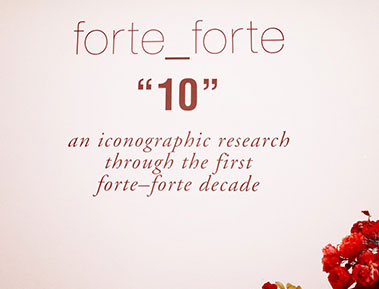 forte_forte
“10”
an iconographic research
through the first
forte–forte decade